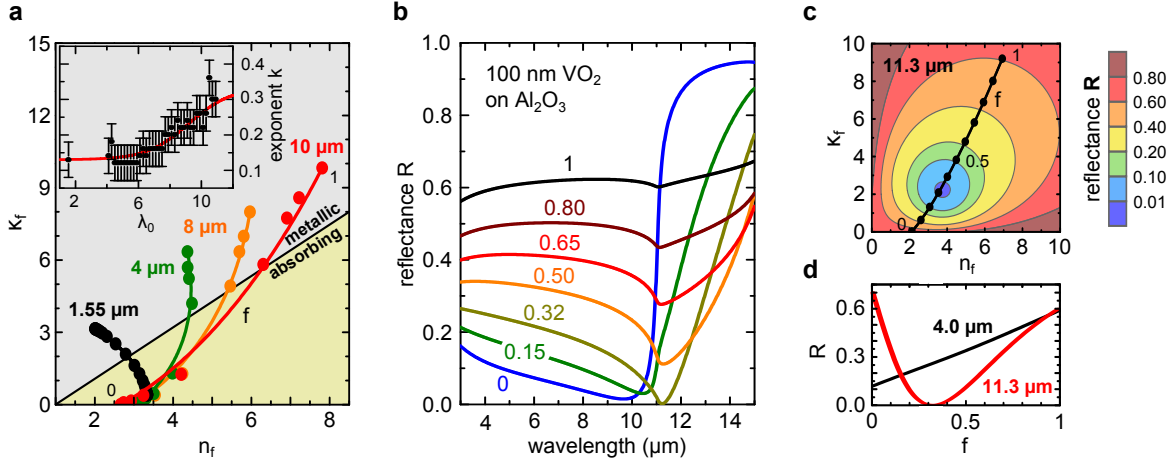 a
15
12
9
6
3
0
κf
2
4
6
8
nf
0.4
0.3
0.2
0.1
exponent k
2
6
10
λ0
10 µm
1
8 µm
4 µm
1.55 µm
metallic
absorbing
f
0
b
1.0
0.8
0.6
0.4
0.2
0.0
reflectance R
100 nm VO2
on Al2O3
1
0.80
0.65
0.50
0.32
0.15
0
4
6
8
10
12
14
wavelength (µm)
c
10
8
6
4
2
0
κf
11.3 µm
1
f
0.5
0
0
2
4
6
8
10
nf
reflectance R
0.80
0.60
0.40
0.20
0.10
0.01
d
0.6
0.3
0.0
R
4.0 µm
11.3 µm
0
0.5
1
f